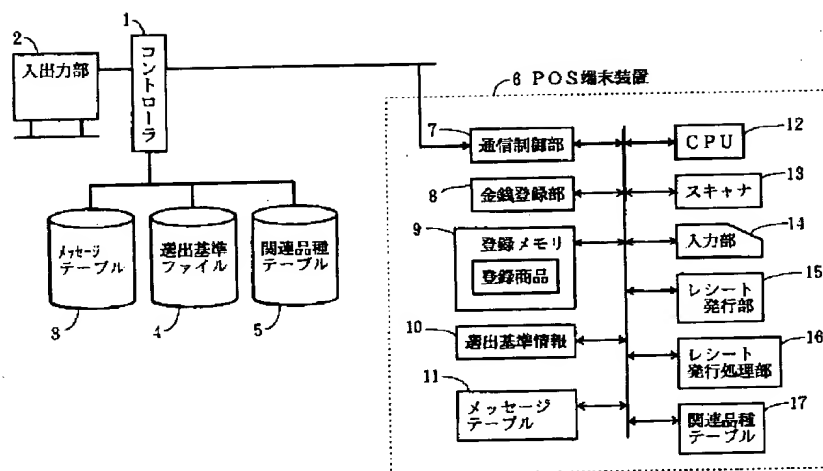 1
2
コントローラ
入出力部
6 POS端末装置
7
通信制御部
CPU
12
8
金銭登録部
スキャナ
13
9
登録メモリ
登録商品
入力部
14
レシート
発行部
15
10
選出基準情報
レシート
発行処理部
16
11
メッセージ
テーブル
関連品種
テーブル
17
メッセージ
テーブル
3
選出基準
ファイル
4
関連品種
テーブル
5